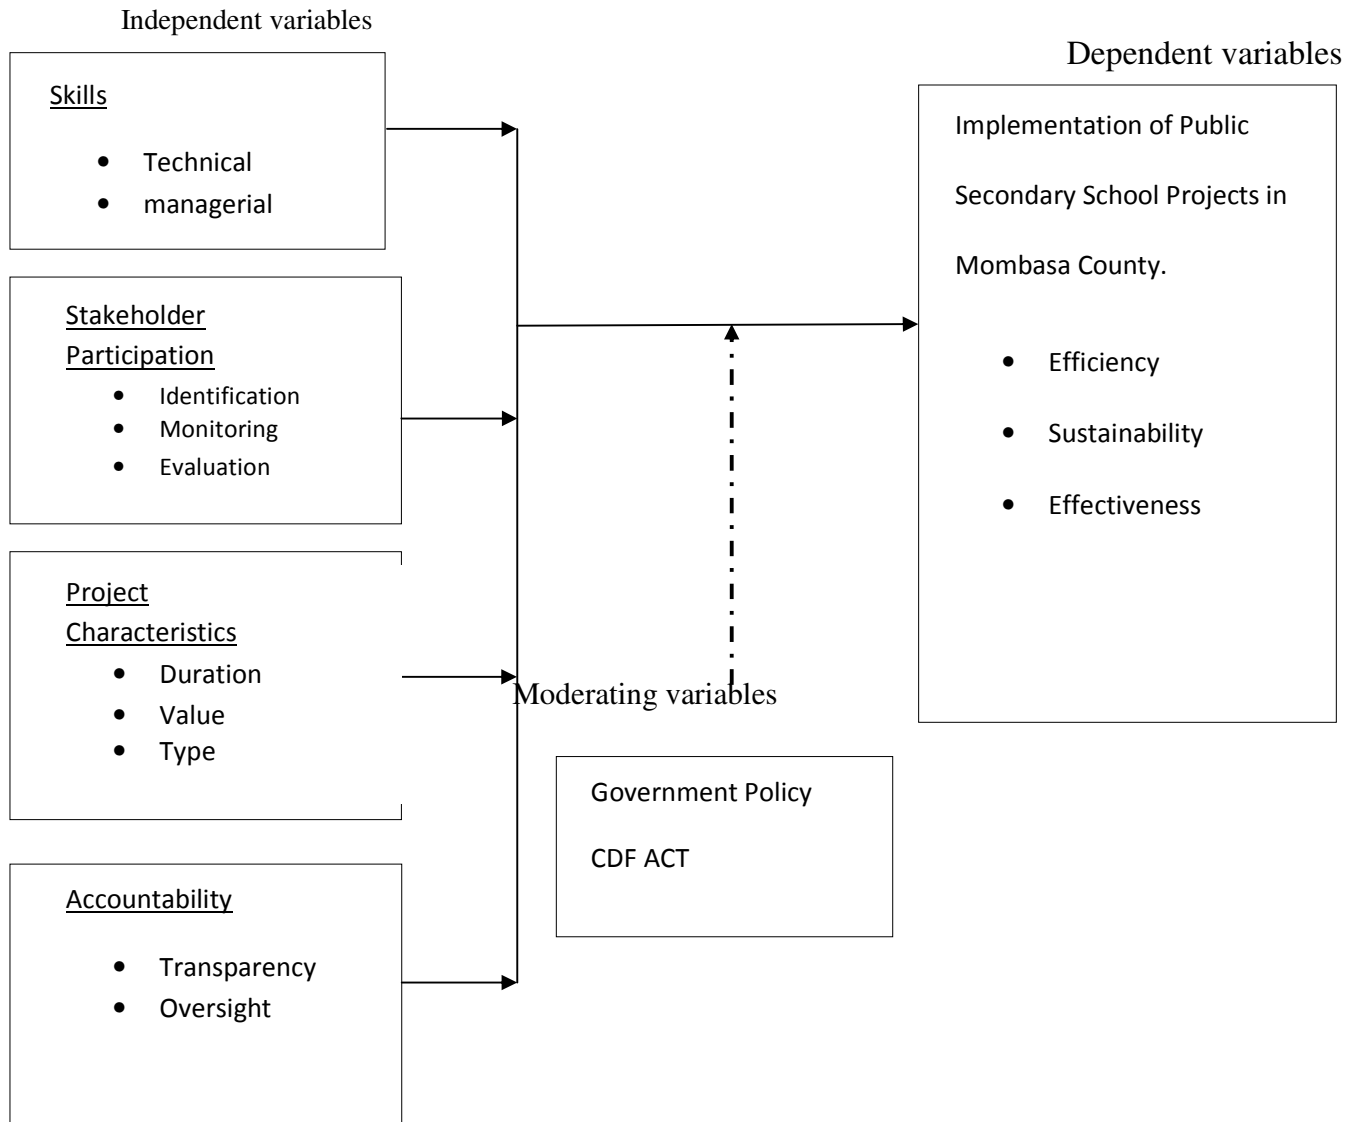 Independent variables
Skills
• Technical
• managerial
Stakeholder
Participation
• Identification
• Monitoring
• Evaluation
Project
Characteristics
• Duration
• Value
• Type
Accountability
• Transparency
• Oversight
Moderating variables
Government Policy
CDF ACT
Dependent variables
Implementation of Public
Secondary School Projects in
Mombasa County.
• Efficiency
• Sustainability
• Effectiveness